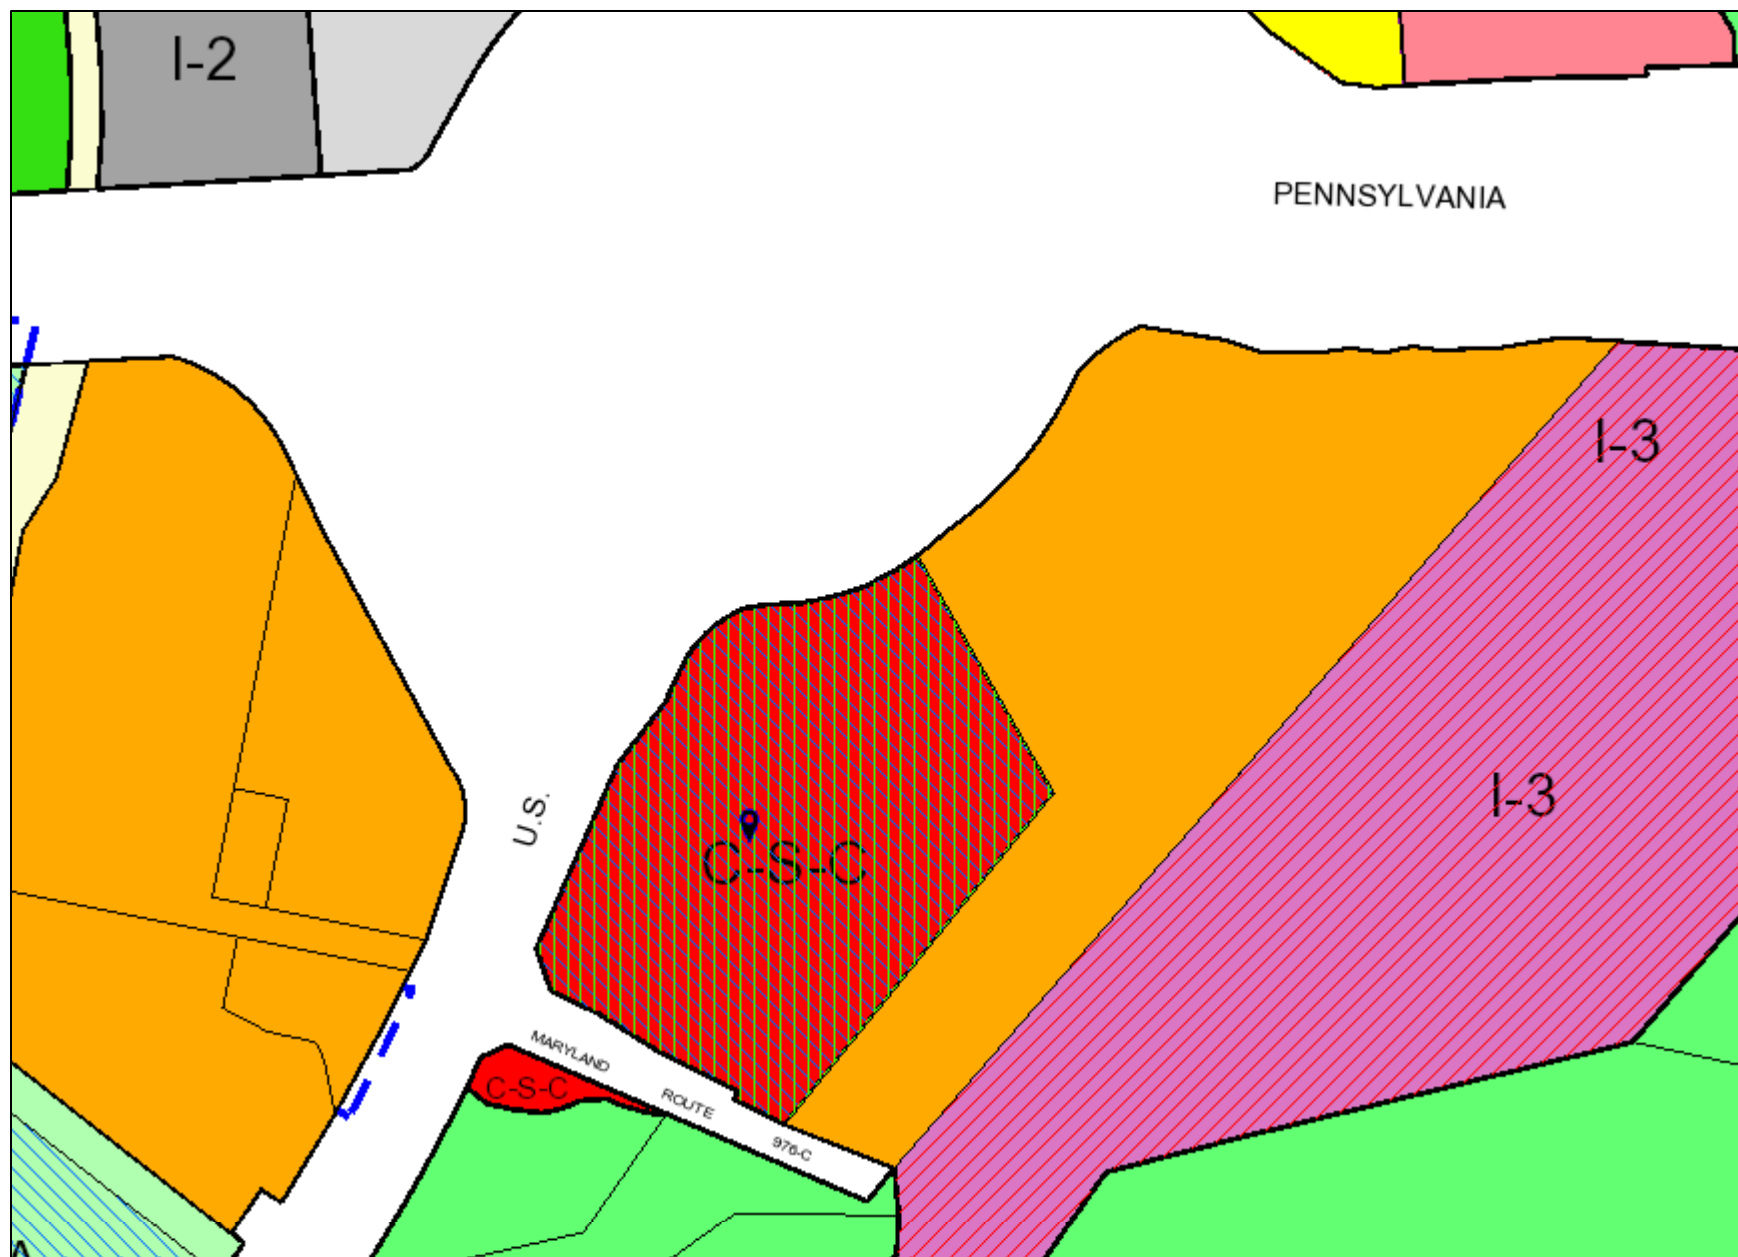 I-2
PENNSYLVANIA
I-3
I-3
U.S.
C-S-C
MARYLAND
ROUTE
C-S-C
976-C